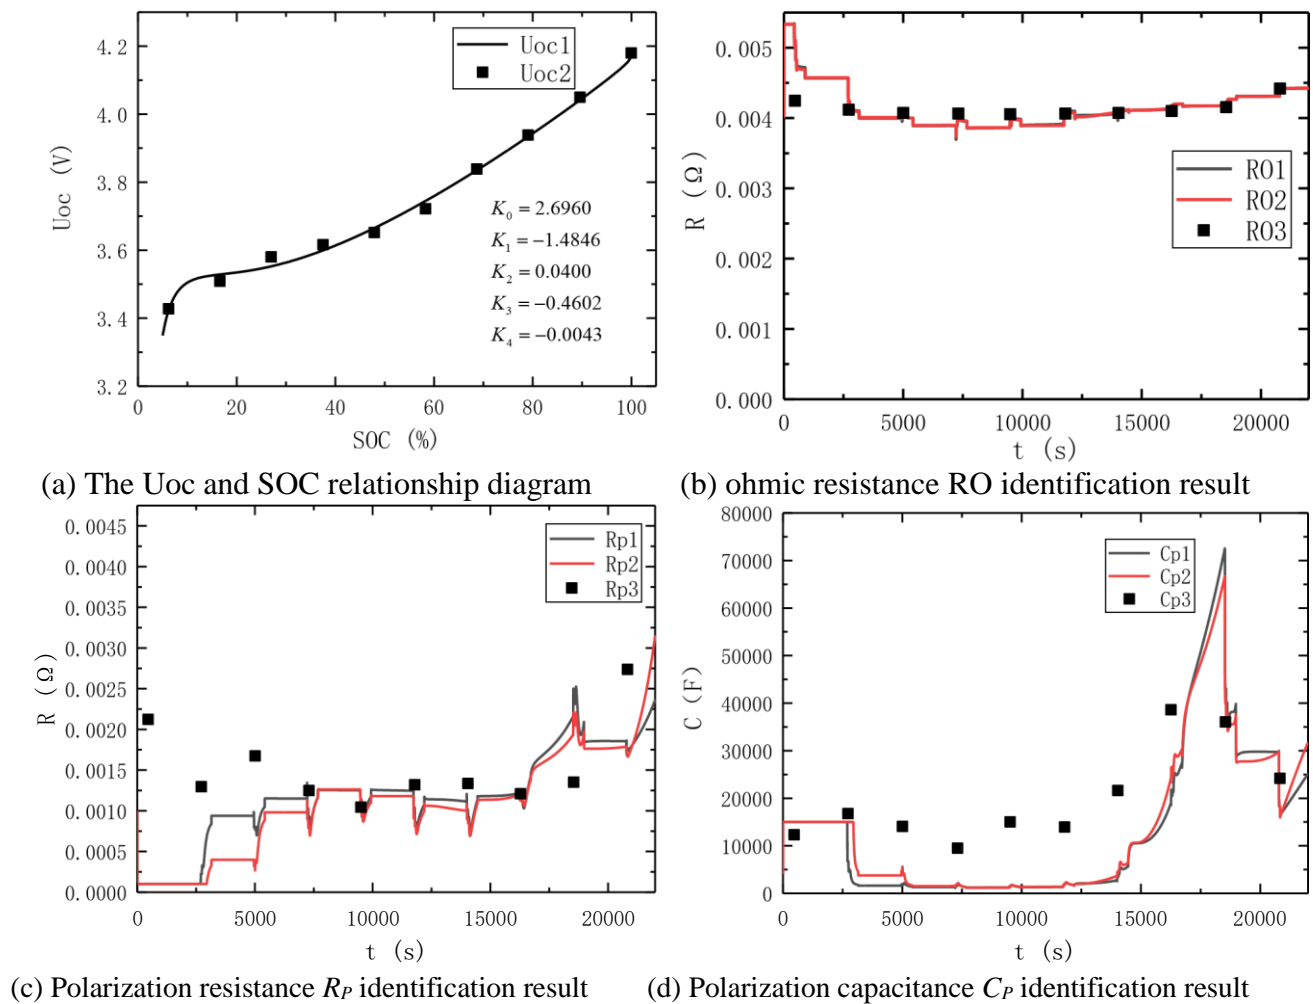 4.2
4.0
3.8
3.6
3.4
3.2
Uoc (V)
Uoc1
Uoc2
K0 = 2.6960
K1 = −1.4846
K2 = 0.0400
K3 = −0.4602
K4 = −0.0043
0 20 40 60 80 100
SOC (%)
(a) The Uoc and SOC relationship diagram
0.005
0.004
0.003
0.002
0.001
0.000
R (Ω)
RO1
RO2
RO3
0 5000 10000 15000 20000
t (s)
(b) ohmic resistance RO identification result
0.0045
0.0040
0.0035
0.0030
0.0025
0.0020
0.0015
0.0010
0.0005
0.0000
R (Ω)
Rp1
Rp2
Rp3
0 5000 10000 15000 20000
t (s)
(c) Polarization resistance RP identification result
80000
70000
60000
50000
40000
30000
20000
10000
0
C (F)
Cp1
Cp2
Cp3
0 5000 10000 15000 20000
t (s)
(d) Polarization capacitance CP identification result